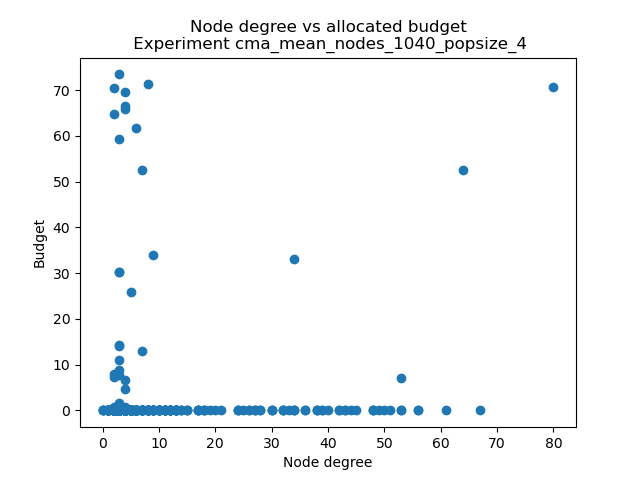 Node degree vs allocated budget
Experiment cma_mean_nodes_1040_popsize_4
Budget
70
60
50
40
30
20
10
0
0 10 20 30 40 50 60 70 80
Node degree